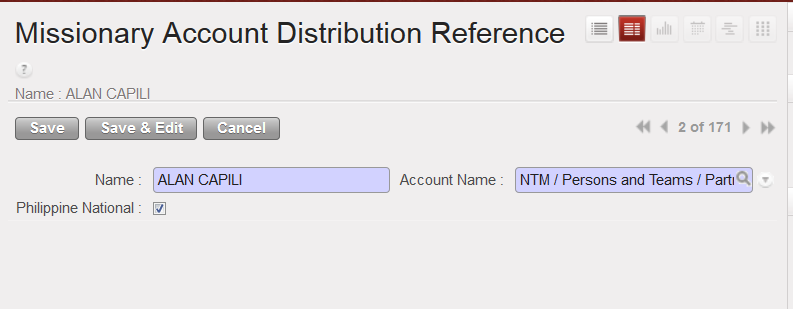 Missionary Account Distribution Reference
?
Name : ALAN CAPILI
Save Save & Edit Cancel 2 of 171
Name : ALAN CAPILI Account Name : NTM / Persons and Teams / Part
Philippine National :